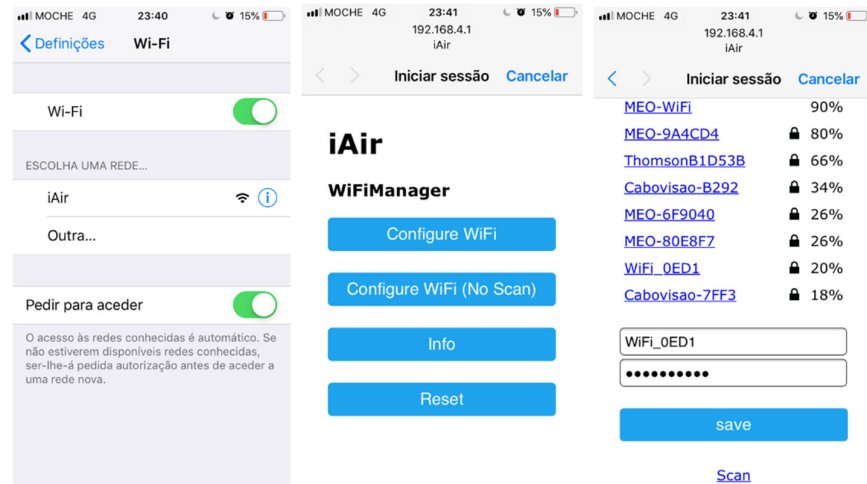 MOCHE 4G 23:40 15%
Definições Wi-Fi
Wi-Fi
ESCOLHA UMA REDE...
iAir
Outra...
Pedir para aceder
O acesso às redes conhecidas é automático. Se
não estiverem disponíveis redes conhecidas,
ser-lhe-á pedida autorização antes de aceder a
uma rede nova.
MOCHE 4G 23:41 15%
192.168.4.1
iAir
Iniciar sessão Cancelar
iAir
WiFiManager
Configure WiFi
Configure WiFi (No Scan)
Info
Reset
MOCHE 4G 23:41 15%
192.168.4.1
iAir
Iniciar sessão Cancelar
MEO-WiFi 90%
MEO-9A4CD4 80%
ThomsonB1D53B 66%
Cabovisao-B292 34%
MEO-6F9040 26%
MEO-80E8F7 26%
WiFi_0ED1 20%
Cabovisao-7FF3 18%
WiFi_0ED1
••••••••••
save
Scan